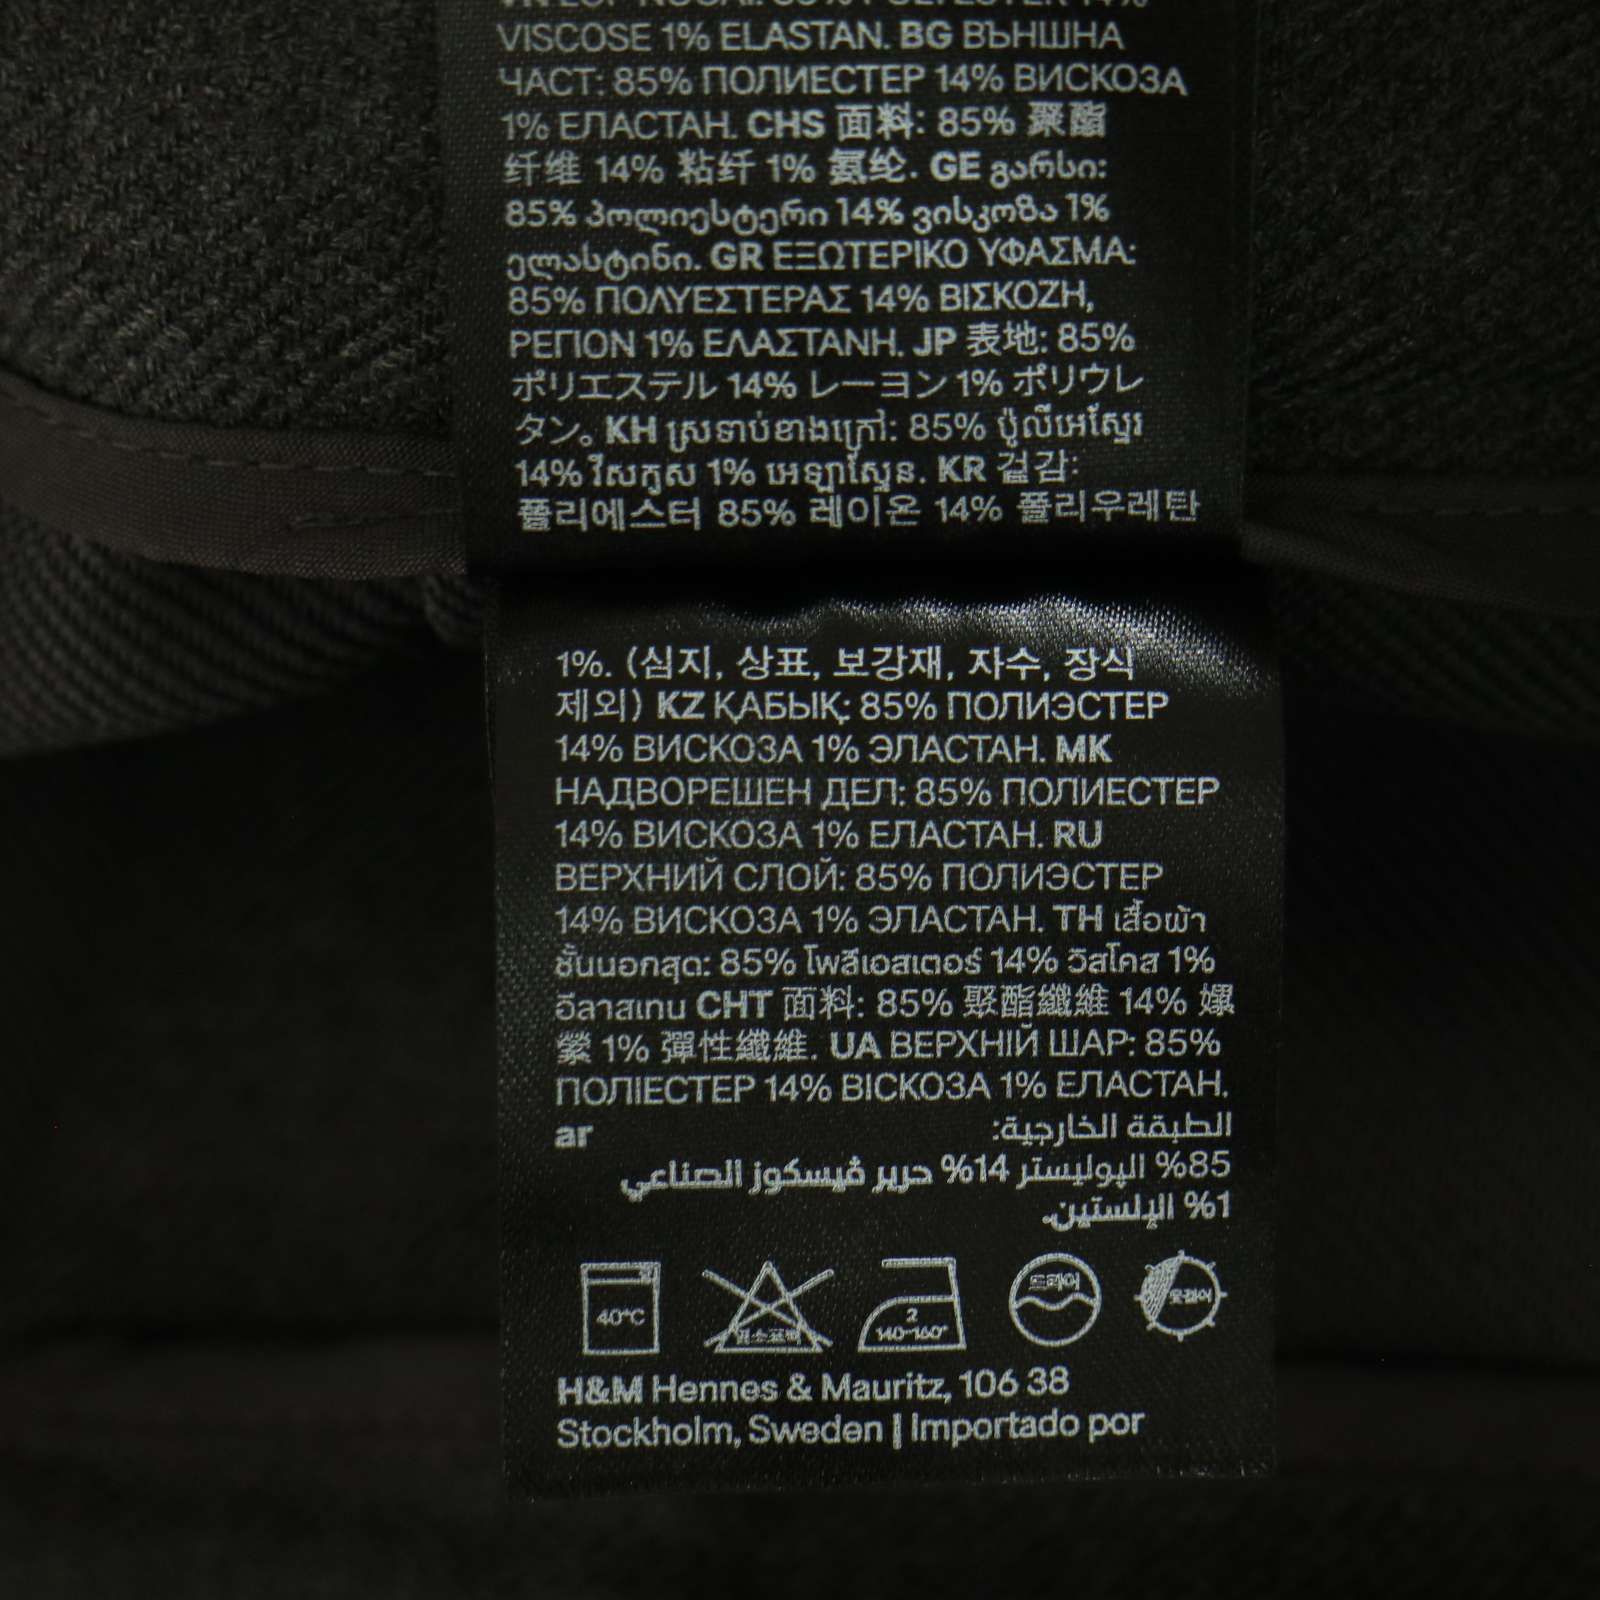 VISCOSE 1% ELASTAN. BG ВЪНШНА
ЧАСТ: 85% ПОЛИЕСТЕР 14% ВИСКОЗА
1% ЕЛАСТАН. CHS 面料: 85% 聚酯
纤维 14% 粘纤 1% 氨纶. GE გარსი:
85% პოლიესტერი 14% ვისკოზა 1%
ელასტინი. GR ΕΞΩΤΕΡΙΚΟ ΥΦΑΣΜΑ:
85% ΠΟΛΥΕΣΤΕΡΑΣ 14% ΒΙΣΚΟΖΗ,
ΡΕΓΙΟΝ 1% ΕΛΑΣΤΑΝΗ. JP 表地: 85%
ポリエステル 14% レーヨン 1% ポリウレ
タン。 KH ស្រទាប់ខាងក្រៅ: 85% ប៉ូលីអេស្ទែរ
14% វីសកូស 1% អេឡាស្ទែន. KR 겉감:
폴리에스터 85% 레이온 14% 폴리우레탄
1%. (심지, 상표, 보강재, 자수, 장식
제외) KZ ҚАБЫҚ: 85% ПОЛИЭСТЕР
14% ВИСКОЗА 1% ЭЛАСТАН. MK
НАДВОРЕШЕН ДЕЛ: 85% ПОЛИЕСТЕР
14% ВИСКОЗА 1% ЕЛАСТАН. RU
ВЕРХНИЙ СЛОЙ: 85% ПОЛИЭСТЕР
14% ВИСКОЗА 1% ЭЛАСТАН. TH เสื้อผ้า
ชั้นนอกสุด: 85% โพลีเอสเตอร์ 14% วิสโคส 1%
อีลาสเทน CHT 面料: 85% 聚酯纖維 14% 嫘
縈 1% 彈性纖維. UA ВЕРХНІЙ ШАР: 85%
ПОЛІЕСТЕР 14% ВІСКОЗА 1% ЕЛАСТАН.
ar الطبقة الخارجية:
85% البوليستر 14% حرير ڤيسكوز الصناعي
1% الإلستين.
40°C 염소표백 2 140~160° 드라이 약하게
H&M Hennes & Mauritz, 106 38
Stockholm, Sweden | Importado por